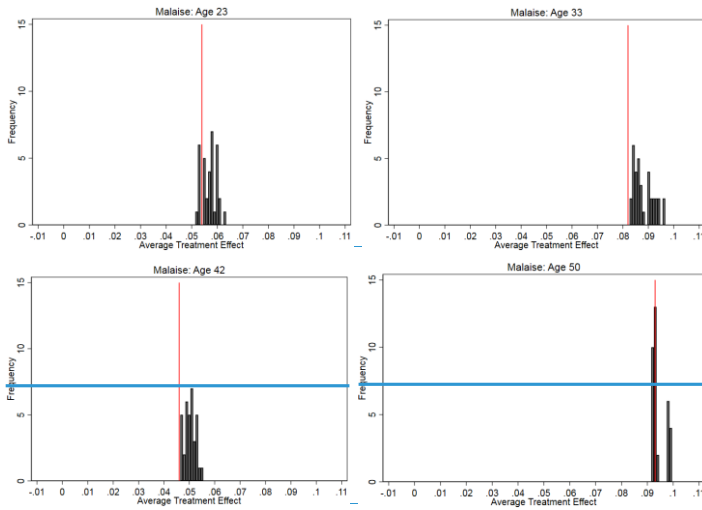 Malaise: Age 23
15
10
5
0
Frequency
-.01 0 .01 .02 .03 .04 .05 .06 .07 .08 .09 .1 .11
Average Treatment Effect
Malaise: Age 33
15
10
5
0
Frequency
-.01 0 .01 .02 .03 .04 .05 .06 .07 .08 .09 .1 .11
Average Treatment Effect
Malaise: Age 42
15
10
5
0
Frequency
-.01 0 .01 .02 .03 .04 .05 .06 .07 .08 .09 .1 .11
Average Treatment Effect
Malaise: Age 50
15
10
5
0
Frequency
-.01 0 .01 .02 .03 .04 .05 .06 .07 .08 .09 .1 .11
Average Treatment Effect